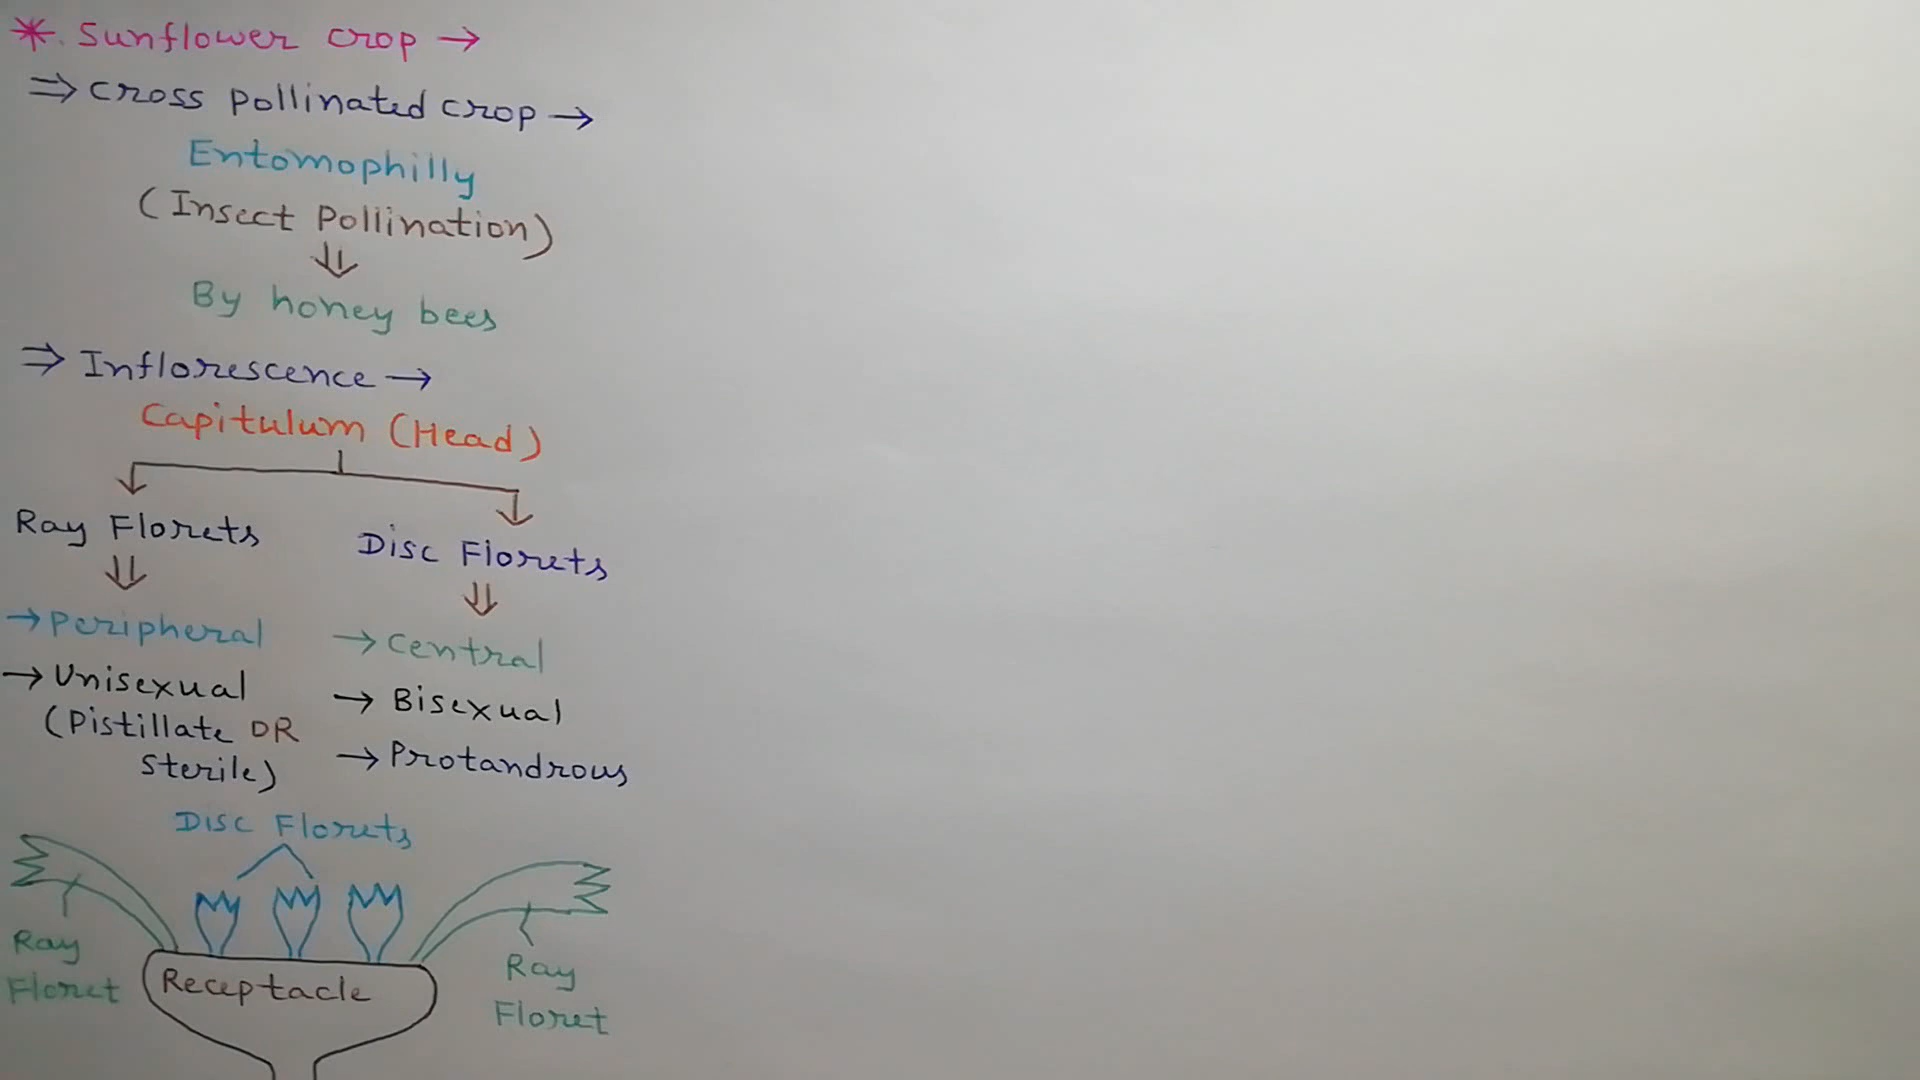 * Sunflower crop →
⇒ Cross pollinated crop →
Entomophilly
(Insect Pollination)
⇓
By honey bees
⇒ Inflorescence →
Capitulum (Head)
Ray Florets
Disc Florets
⇓
⇓
→ Peripheral
→ Central
→ Unisexual
(Pistillate OR
Sterile)
→ Bisexual
→ Protandrous
Disc Florets
Ray
Floret
Receptacle
Ray
Floret